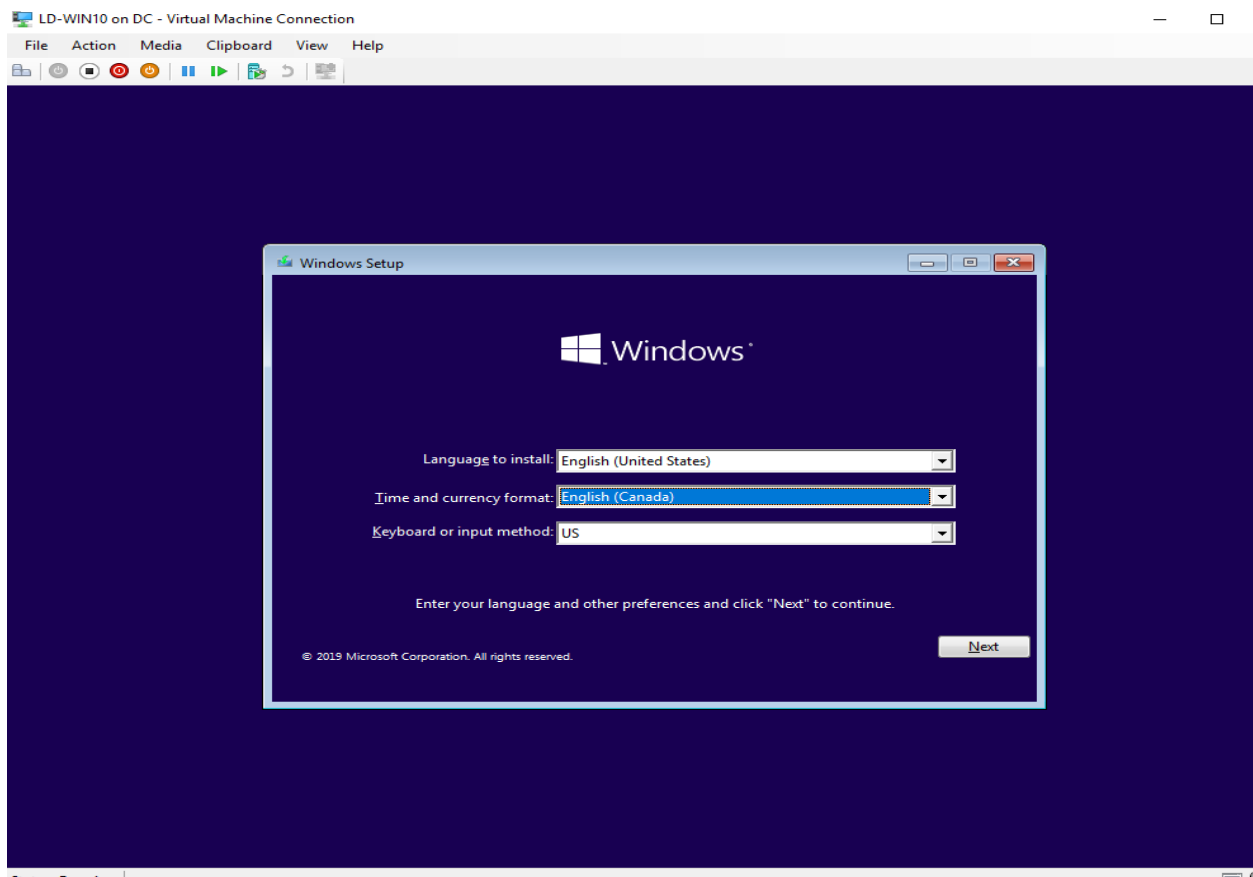 LD-WIN10 on DC - Virtual Machine Connection
File Action Media Clipboard View Help
Windows Setup
Windows
Language to install: English (United States)
Time and currency format: English (Canada)
Keyboard or input method: US
Enter your language and other preferences and click "Next" to continue.
© 2019 Microsoft Corporation. All rights reserved.
Next